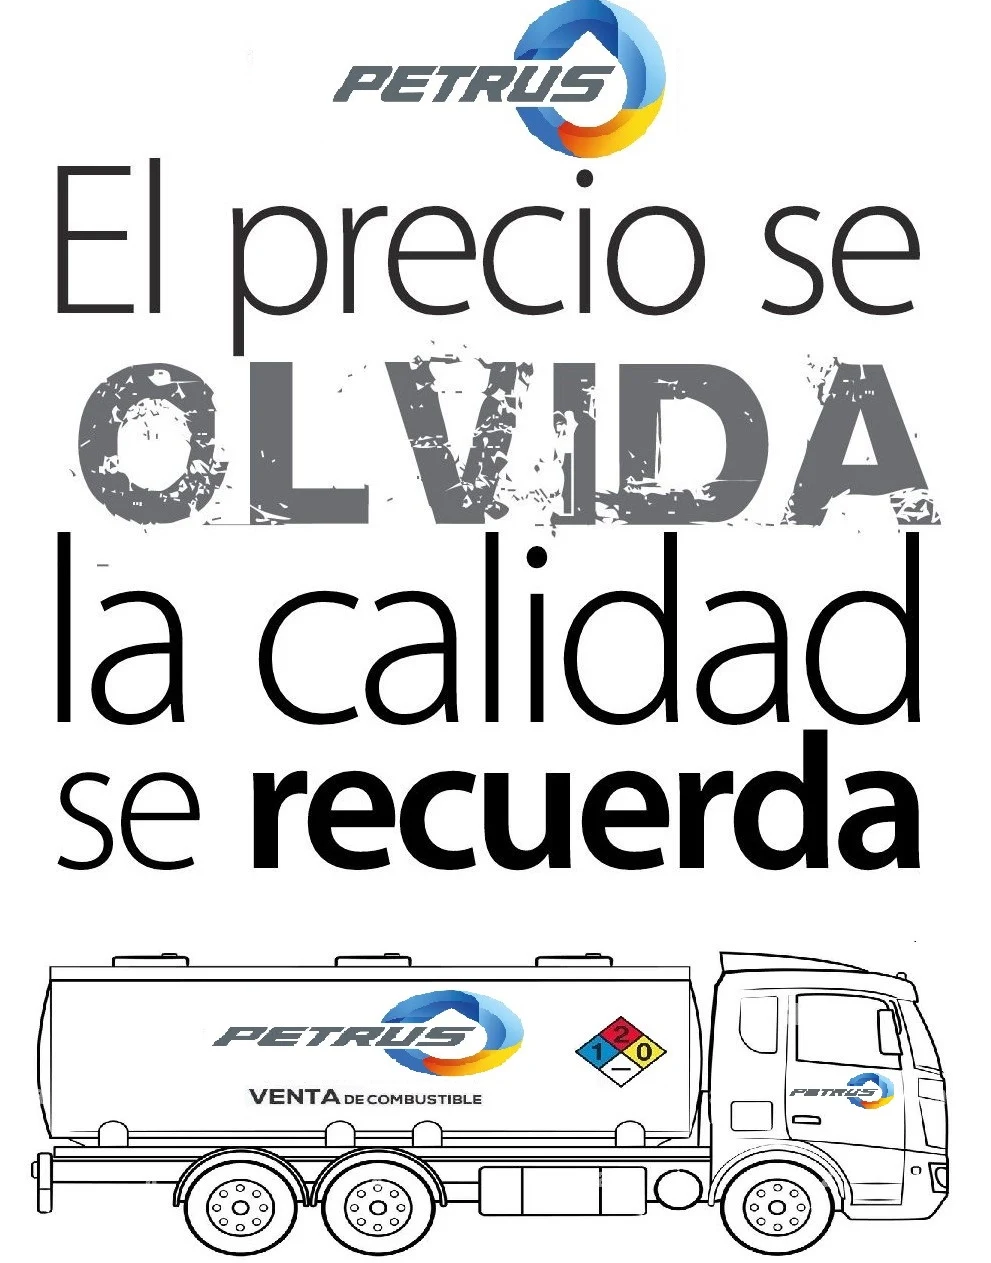 PETRUS
El precio se
OLVIDA
la calidad
se recuerda
PETRUS
VENTA DE COMBUSTIBLE
2
1 0
PETRUS